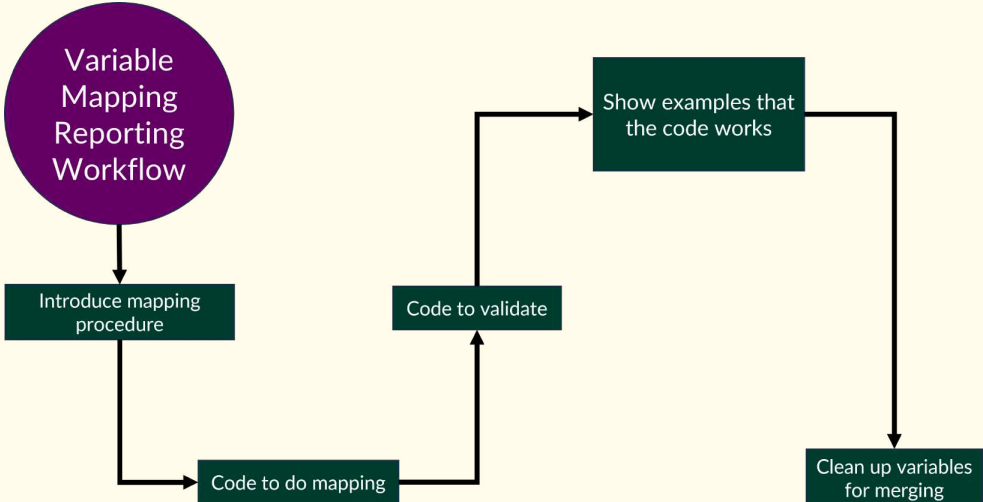 Variable
Mapping
Reporting
Workflow
Introduce mapping
procedure
Code to do mapping
Code to validate
Show examples that
the code works
Clean up variables
for merging